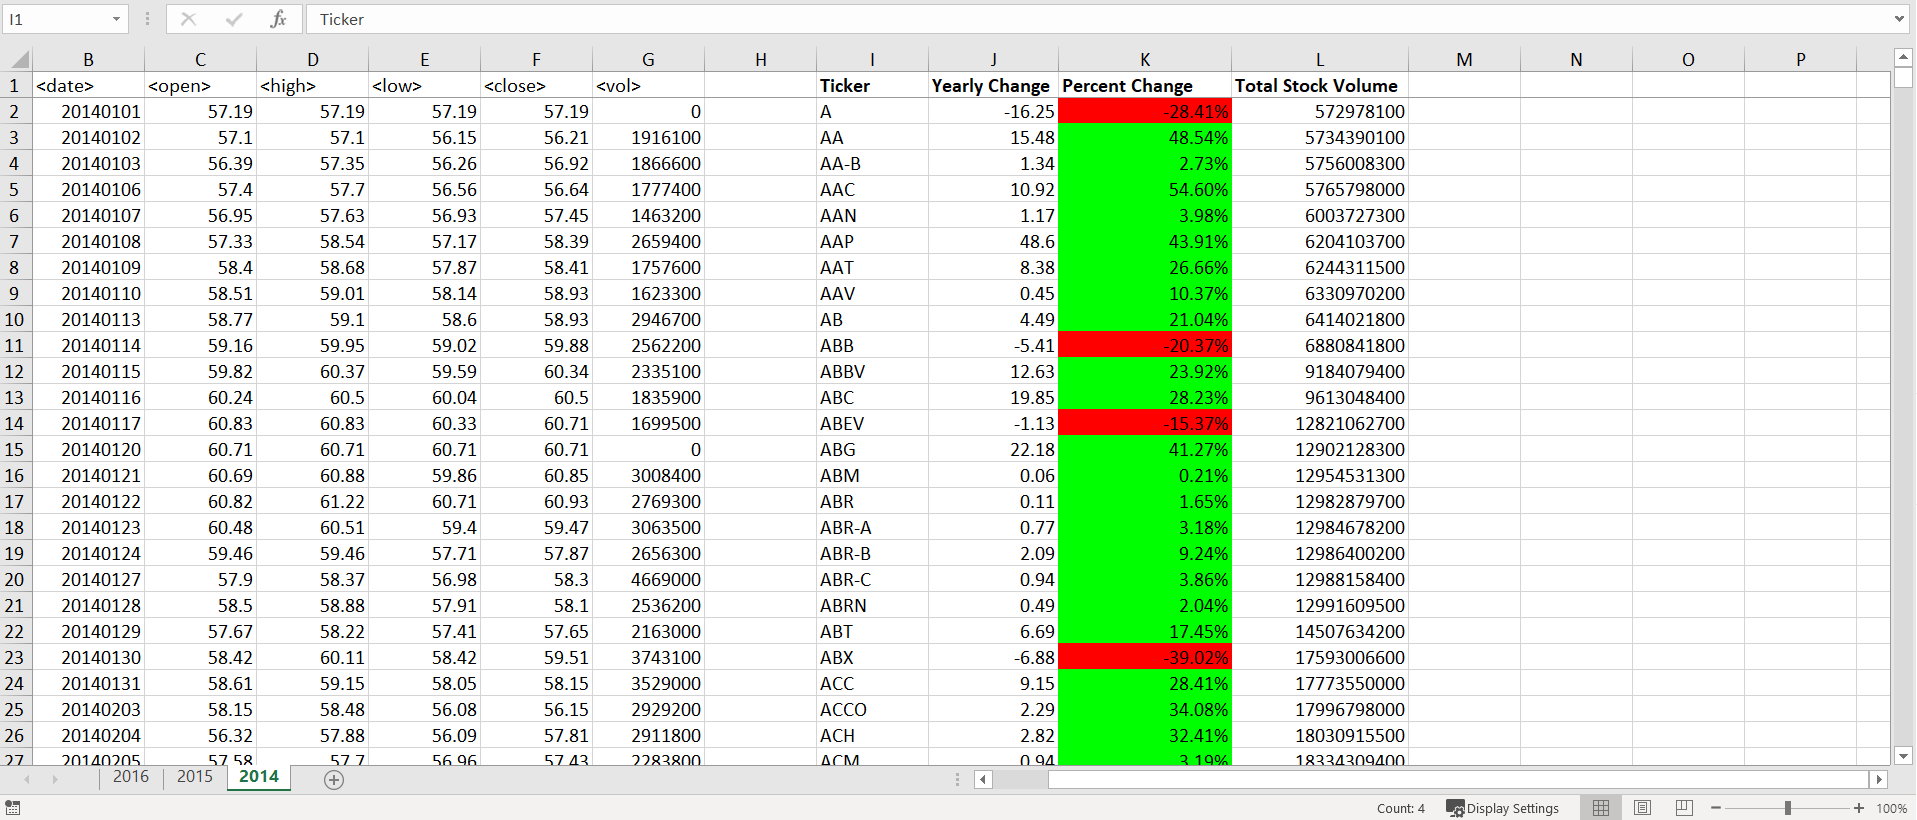 I1 fx Ticker
B C D E F G H I J K L M N O P
1 <date> <open> <high> <low> <close> <vol> Ticker Yearly Change Percent Change Total Stock Volume
2 20140101 57.19 57.19 57.19 57.19 0 A -16.25 -28.41% 572978100
3 20140102 57.1 57.1 56.15 56.21 1916100 AA 15.48 48.54% 5734390100
4 20140103 56.39 57.35 56.26 56.92 1866600 AA-B 1.34 2.73% 5756008300
5 20140106 57.4 57.7 56.56 56.64 1777400 AAC 10.92 54.60% 5765798000
6 20140107 56.95 57.63 56.93 57.45 1463200 AAN 1.17 3.98% 6003727300
7 20140108 57.33 58.54 57.17 58.39 2659400 AAP 48.6 43.91% 6204103700
8 20140109 58.4 58.68 57.87 58.41 1757600 AAT 8.38 26.66% 6244311500
9 20140110 58.51 59.01 58.14 58.93 1623300 AAV 0.45 10.37% 6330970200
10 20140113 58.77 59.1 58.6 58.93 2946700 AB 4.49 21.04% 6414021800
11 20140114 59.16 59.95 59.02 59.88 2562200 ABB -5.41 -20.37% 6880841800
12 20140115 59.82 60.37 59.59 60.34 2335100 ABBV 12.63 23.92% 9184079400
13 20140116 60.24 60.5 60.04 60.5 1835900 ABC 19.85 28.23% 9613048400
14 20140117 60.83 60.83 60.33 60.71 1699500 ABEV -1.13 -15.37% 12821062700
15 20140120 60.71 60.71 60.71 60.71 0 ABG 22.18 41.27% 12902128300
16 20140121 60.69 60.88 59.86 60.85 3008400 ABM 0.06 0.21% 12954531300
17 20140122 60.82 61.22 60.71 60.93 2769300 ABR 0.11 1.65% 12982879700
18 20140123 60.48 60.51 59.4 59.47 3063500 ABR-A 0.77 3.18% 12984678200
19 20140124 59.46 59.46 57.71 57.87 2656300 ABR-B 2.09 9.24% 12986400200
20 20140127 57.9 58.37 56.98 58.3 4669000 ABR-C 0.94 3.86% 12988158400
21 20140128 58.5 58.88 57.91 58.1 2536200 ABRN 0.49 2.04% 12991609500
22 20140129 57.67 58.22 57.41 57.65 2163000 ABT 6.69 17.45% 14507634200
23 20140130 58.42 60.11 58.42 59.51 3743100 ABX -6.88 -39.02% 17593006600
24 20140131 58.61 59.15 58.05 58.15 3529000 ACC 9.15 28.41% 17773550000
25 20140203 58.15 58.48 56.08 56.15 2929200 ACCO 2.29 34.08% 17996798000
26 20140204 56.32 57.88 56.09 57.81 2911800 ACH 2.82 32.41% 18030915500
27 20140205 57.58 57.7 56.96 57.43 2283800 ACM 0.94 3.19% 18334309400
2016 2015 2014
Count: 4 Display Settings 100%